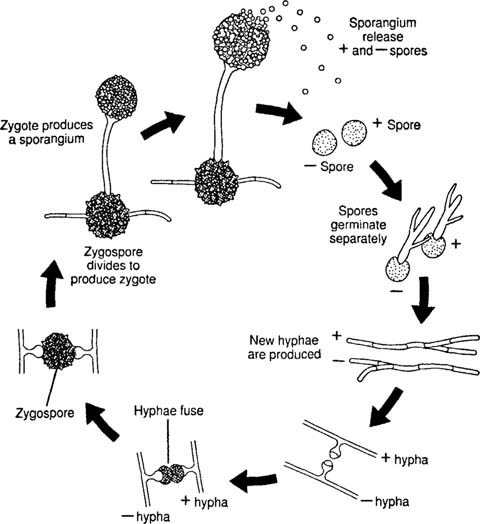 Sporangium
release
+ and — spores
Zygote produces
a sporangium
+ Spore
— Spore
Spores
germinate
separately
+
—
Zygospore
divides to
produce zygote
New hyphae
are produced
+
—
Zygospore
Hyphae fuse
+ hypha
— hypha
+ hypha
— hypha